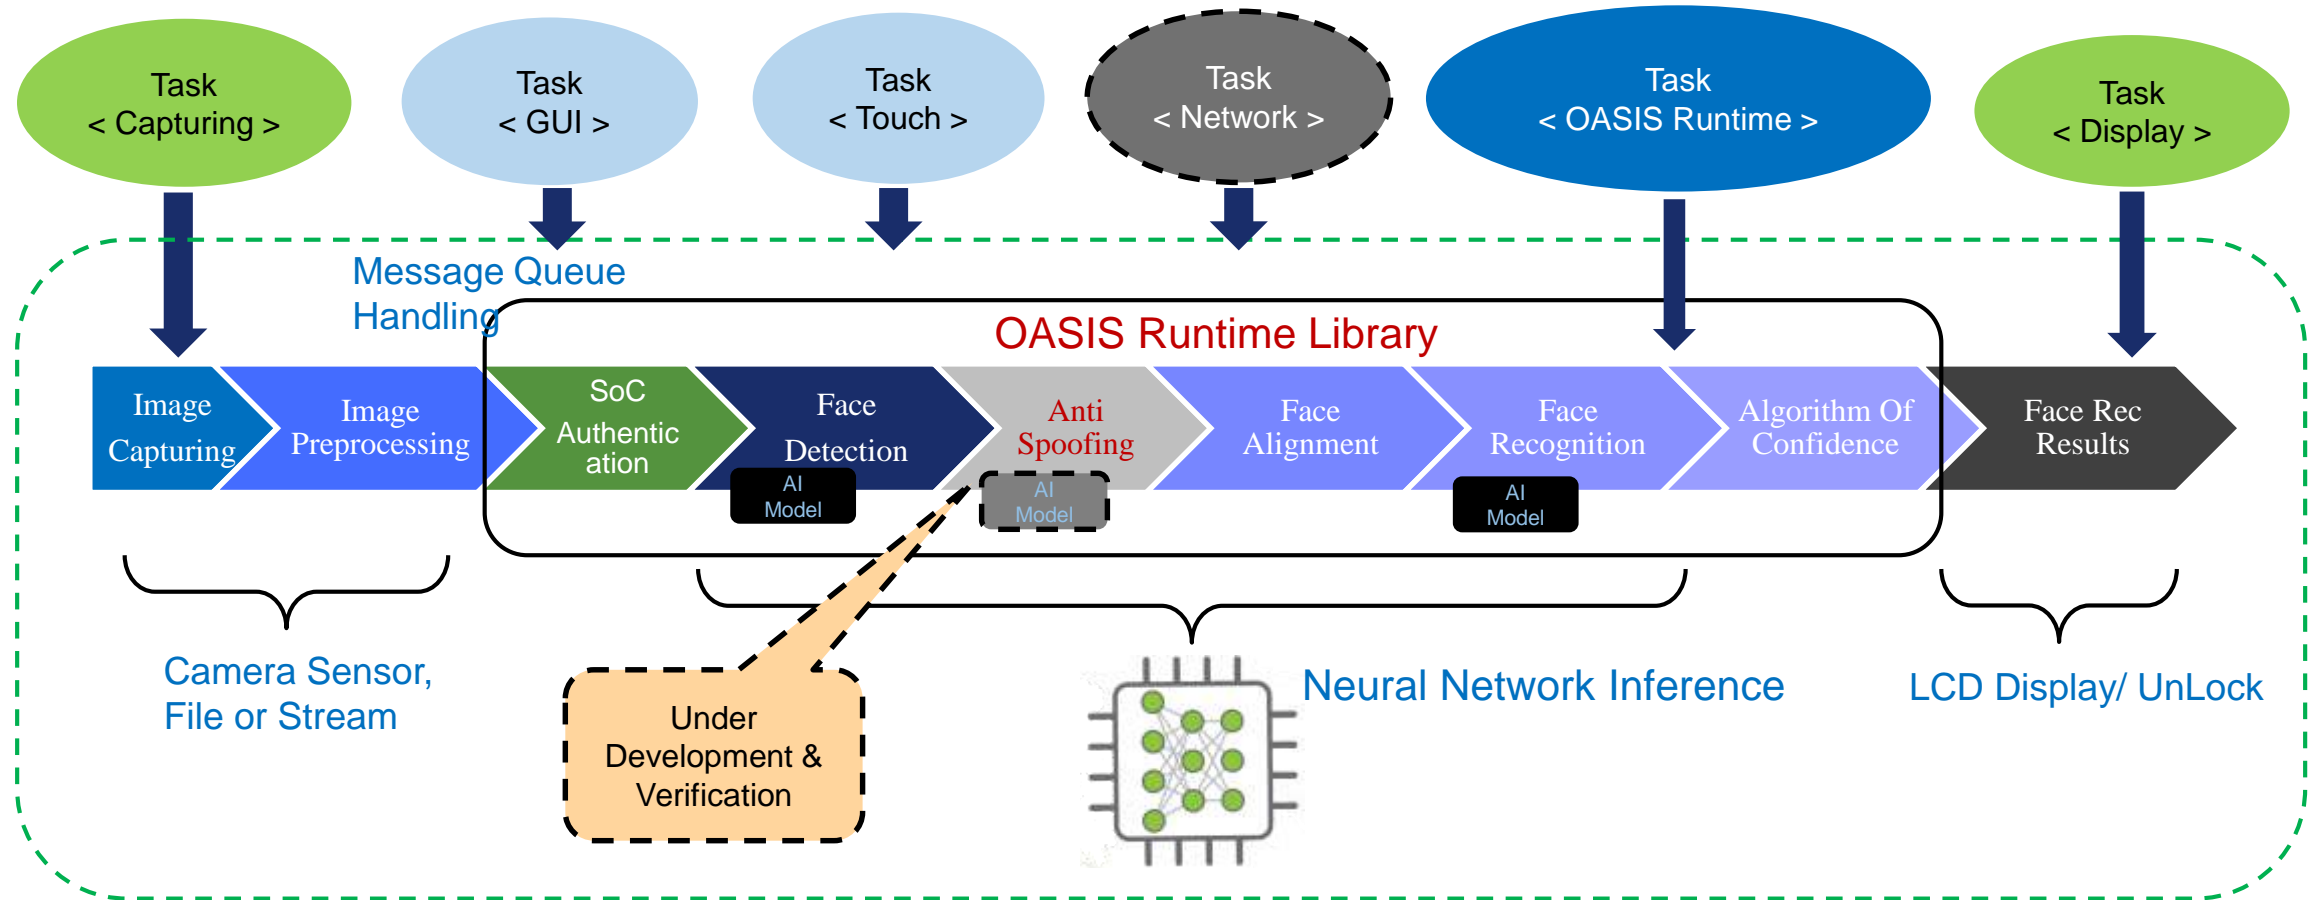 Task
< Capturing >
Task
< GUI >
Task
< Touch >
Task
< Network >
Task
< OASIS Runtime >
Task
< Display >
Message Queue
Handling
OASIS Runtime Library
Image
Capturing
Image
Preprocessing
SoC
Authentic
ation
Face
Detection
Anti
Spoofing
Face
Alignment
Face
Recognition
Algorithm Of
Confidence
Face Rec
Results
AI
Model
AI
Model
AI
Model
Camera Sensor,
File or Stream
Under
Development &
Verification
Neural Network Inference
LCD Display/ UnLock